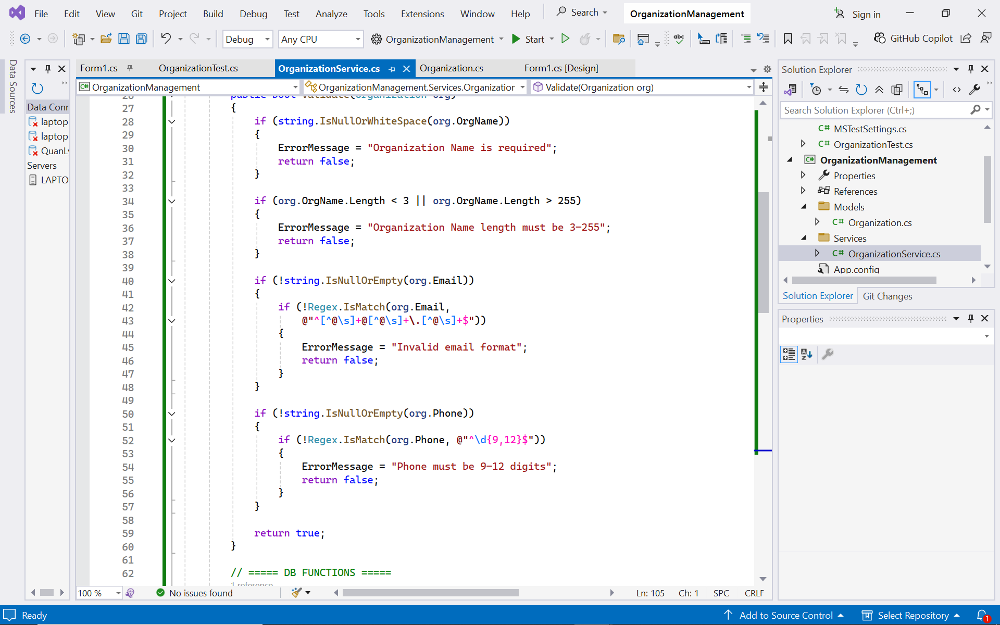 File Edit View Git Project Build Debug Test Analyze Tools Extensions Window Help Search OrganizationManagement Sign in
Debug Any CPU OrganizationManagement Start abc GitHub Copilot
Data Sources
Data Conr
laptop
laptop
QuanLy
Servers
LAPTO
Form1.cs OrganizationTest.cs OrganizationService.cs Organization.cs Form1.cs [Design]
C# OrganizationManagement OrganizationManagement.Services.Organization Validate(Organization org)
27 {
28 if (string.IsNullOrWhiteSpace(org.OrgName))
29 {
30 ErrorMessage = "Organization Name is required";
31 return false;
32 }
33
34 if (org.OrgName.Length < 3 || org.OrgName.Length > 255)
35 {
36 ErrorMessage = "Organization Name length must be 3-255";
37 return false;
38 }
39
40 if (!string.IsNullOrEmpty(org.Email))
41 {
42 if (!Regex.IsMatch(org.Email,
43 @"^[^@\s]+@[^@\s]+\.[^@\s]+$"))
44 {
45 ErrorMessage = "Invalid email format";
46 return false;
47 }
48 }
49
50 if (!string.IsNullOrEmpty(org.Phone))
51 {
52 if (!Regex.IsMatch(org.Phone, @"^\d{9,12}$"))
53 {
54 ErrorMessage = "Phone must be 9-12 digits";
55 return false;
56 }
57 }
58
59 return true;
60 }
61
62 // ===== DB FUNCTIONS =====
100 % No issues found Ln: 105 Ch: 1 SPC CRLF
Solution Explorer
Search Solution Explorer (Ctrl+;)
C# MSTestSettings.cs
C# OrganizationTest.cs
C# OrganizationManagement
Properties
References
Models
C# Organization.cs
Services
C# OrganizationService.cs
App.config
Solution Explorer Git Changes
Properties
Ready Add to Source Control Select Repository 1